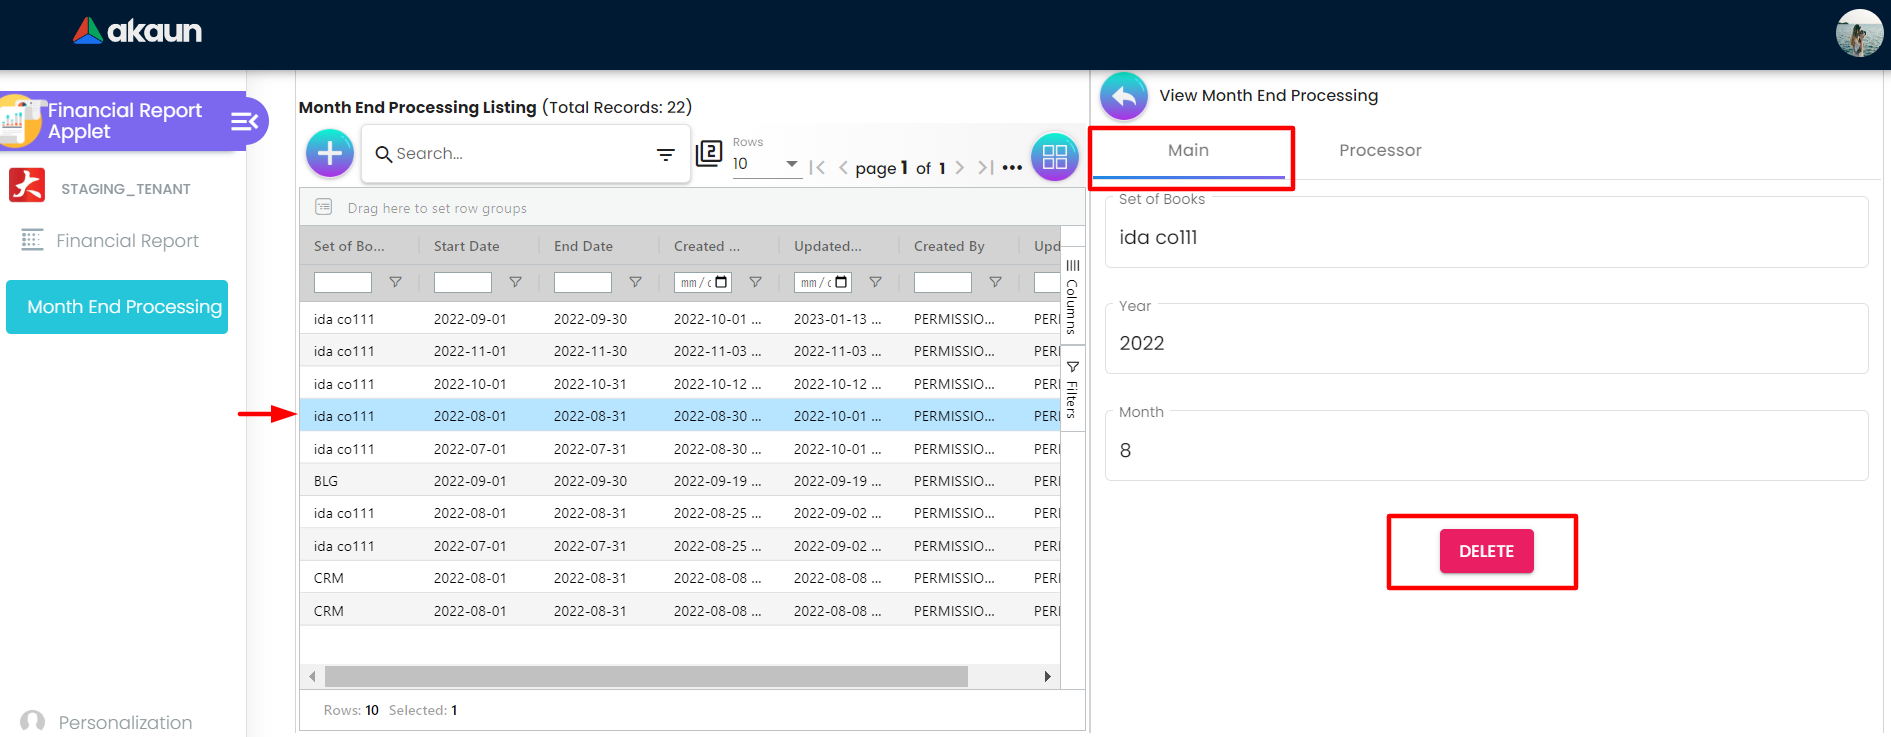 akaun
Financial Report
Applet
STAGING_TENANT
Financial Report
Month End Processing
Personalization
Month End Processing Listing (Total Records: 22)
Search...
2
Rows
10
page 1 of 1
Drag here to set row groups
Set of Bo... Start Date End Date Created ... Updated... Created By Upd
mm/d mm/d
ida co111 2022-09-01 2022-09-30 2022-10-01 ... 2023-01-13 ... PERMISSIO... PERI
ida co111 2022-11-01 2022-11-30 2022-11-03 ... 2022-11-03 ... PERMISSIO... PERI
ida co111 2022-10-01 2022-10-31 2022-10-12 ... 2022-10-12 ... PERMISSIO... PERI
ida co111 2022-08-01 2022-08-31 2022-08-30 ... 2022-10-01 ... PERMISSIO... PERI
ida co111 2022-07-01 2022-07-31 2022-08-30 ... 2022-10-01 ... PERMISSIO... PERI
BLG 2022-09-01 2022-09-30 2022-09-19 ... 2022-09-19 ... PERMISSIO... PERI
ida co111 2022-08-01 2022-08-31 2022-08-25 ... 2022-09-02 ... PERMISSIO... PERI
ida co111 2022-07-01 2022-07-31 2022-08-25 ... 2022-09-02 ... PERMISSIO... PERI
CRM 2022-08-01 2022-08-31 2022-08-08 ... 2022-08-08 ... PERMISSIO... PERI
CRM 2022-08-01 2022-08-31 2022-08-08 ... 2022-08-08 ... PERMISSIO... PERI
Columns
Filters
Rows: 10 Selected: 1
View Month End Processing
Main Processor
Set of Books
ida co111
Year
2022
Month
8
DELETE